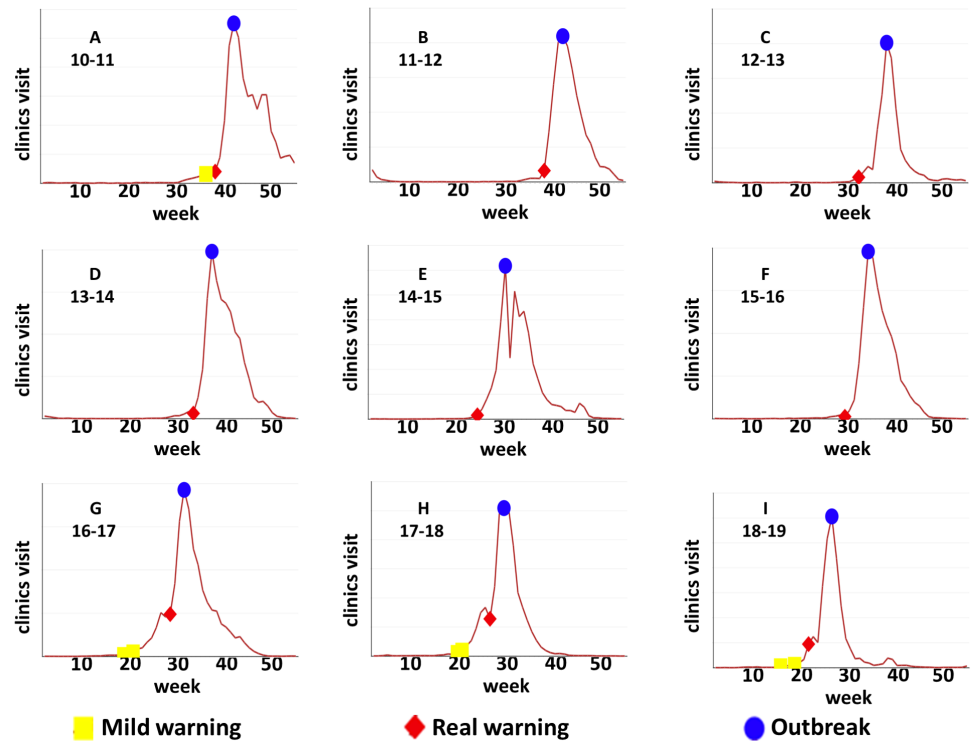 clinics visit
A
10-11
10 20 30 40 50
week
clinics visit
B
11-12
10 20 30 40 50
week
clinics visit
C
12-13
10 20 30 40 50
week
clinics visit
D
13-14
10 20 30 40 50
week
clinics visit
E
14-15
10 20 30 40 50
week
clinics visit
F
15-16
10 20 30 40 50
week
clinics visit
G
16-17
10 20 30 40 50
week
clinics visit
H
17-18
10 20 30 40 50
week
clinics visit
I
18-19
10 20 30 40 50
week
Mild warning
Real warning
Outbreak